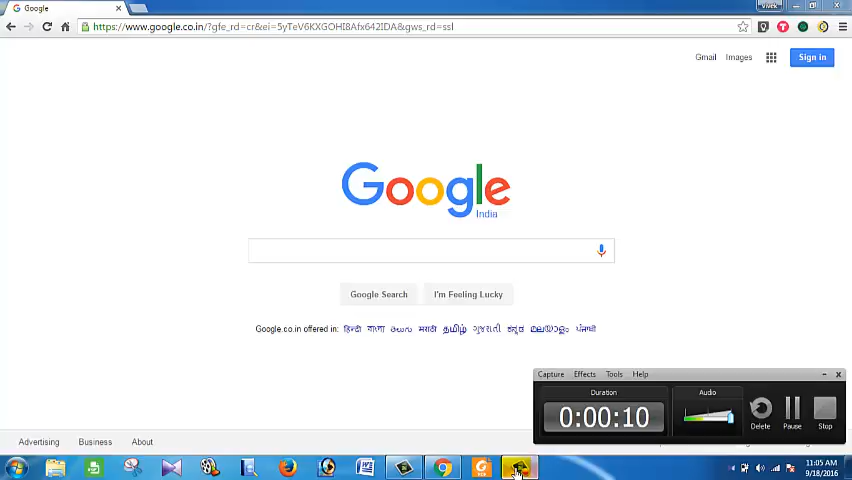 Google
Vivek
https://www.google.co.in/?gfe_rd=cr&ei=5yTeV6KXGOHI8Afx642IDA&gws_rd=ssl
Gmail Images Sign in
Google
India
Google Search I'm Feeling Lucky
Google.co.in offered in: हिन्दी বাংলা తెలుగు मराठी தமிழ் ગુજરાતી ಕನ್ನಡ മലയാളം ਪੰਜਾਬੀ
Capture Effects Tools Help
Duration Audio
0:00:10
Delete Pause Stop
Advertising Business About
11:05 AM
9/18/2016